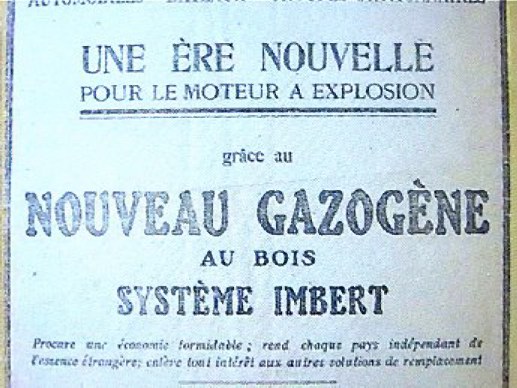 UNE ÈRE NOUVELLE
POUR LE MOTEUR A EXPLOSION
grâce au
NOUVEAU GAZOGÈNE
AU BOIS
SYSTÈME IMBERT
Procure une économie formidable ; rend chaque pays indépendant de
l'essence étrangère; enlève tout intérêt aux autres solutions de remplacement